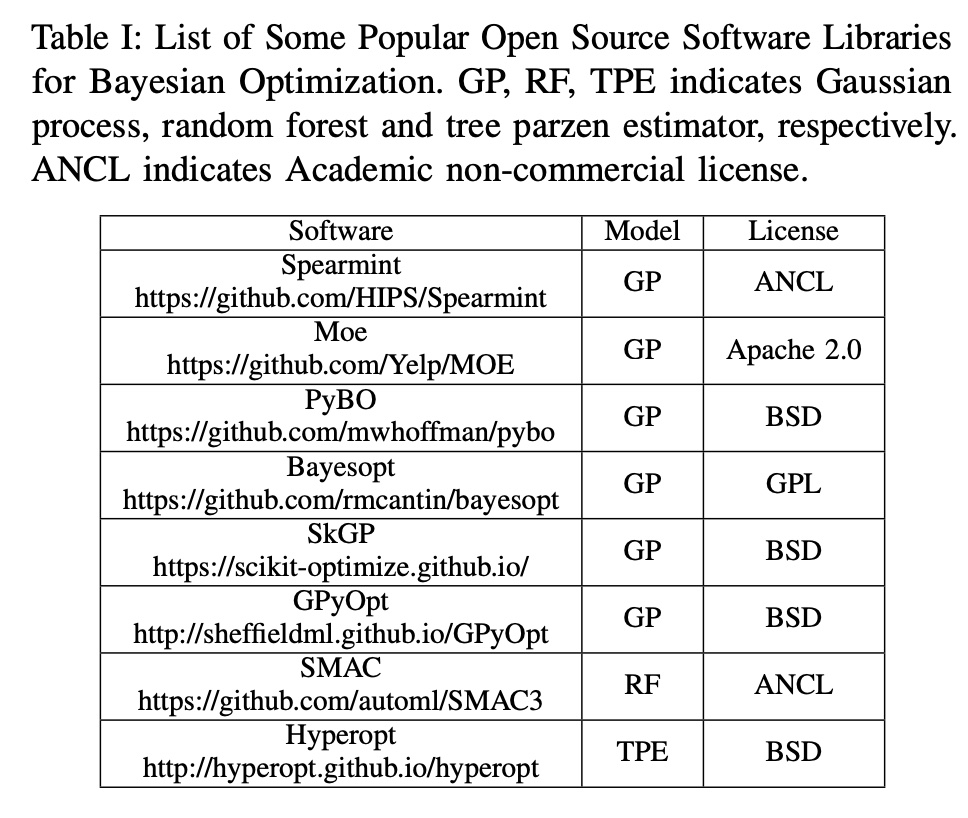 Table I: List of Some Popular Open Source Software Libraries
for Bayesian Optimization. GP, RF, TPE indicates Gaussian
process, random forest and tree parzen estimator, respectively.
ANCL indicates Academic non-commercial license.
Software Model License
Spearmint
https://github.com/HIPS/Spearmint GP ANCL
Moe
https://github.com/Yelp/MOE GP Apache 2.0
PyBO
https://github.com/mwhoffman/pybo GP BSD
Bayesopt
https://github.com/rmcantin/bayesopt GP GPL
SkGP
https://scikit-optimize.github.io/ GP BSD
GPyOpt
http://sheffieldml.github.io/GPyOpt GP BSD
SMAC
https://github.com/automl/SMAC3 RF ANCL
Hyperopt
http://hyperopt.github.io/hyperopt TPE BSD